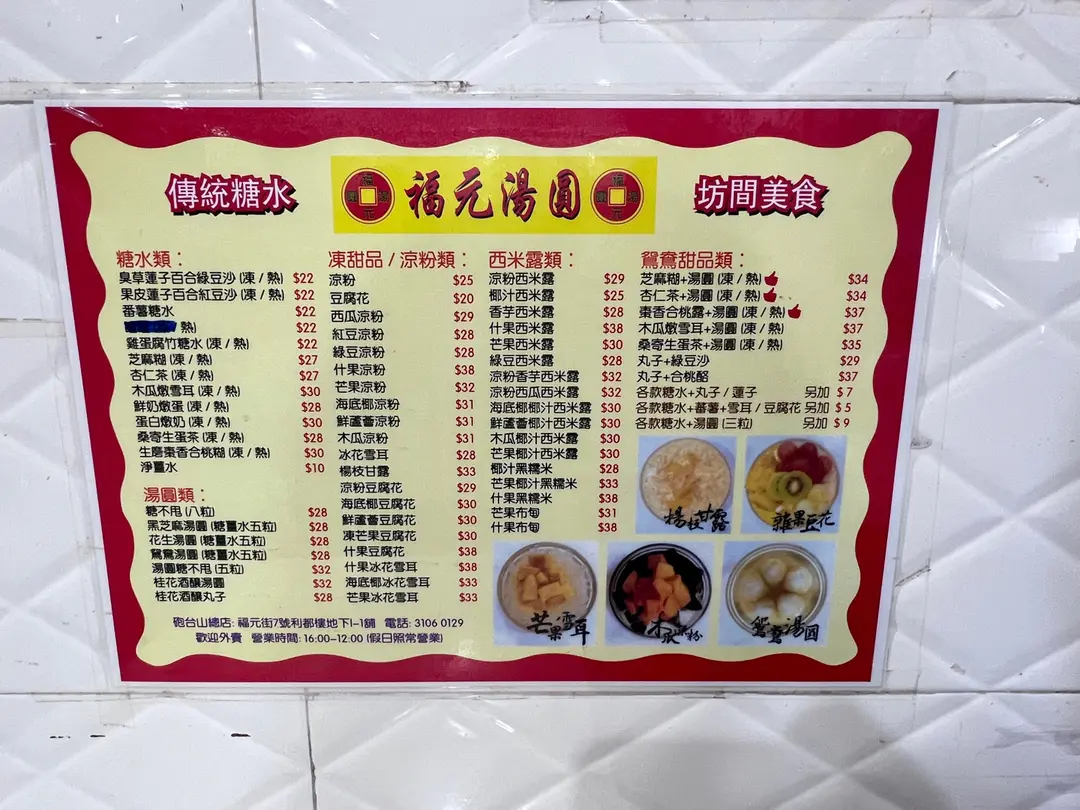 傳統糖水
福元湯圓
坊間美食
糖水類：
臭草蓮子百合綠豆沙 (凍 / 熱) $22
果皮蓮子百合紅豆沙 (凍 / 熱) $22
番薯糖水 $22
熱) $22
雞蛋腐竹糖水 (凍 / 熱) $22
芝麻糊 (凍 / 熱) $27
杏仁茶 (凍 / 熱) $27
木瓜燉雪耳 (凍 / 熱) $30
鮮奶燉蛋 (凍 / 熱) $28
蛋白燉奶 (凍 / 熱) $30
桑寄生蛋茶 (凍 / 熱) $28
生磨棗香合桃糊 (凍 / 熱) $30
淨薑水 $10
湯圓類：
糖不甩 (八粒) $28
黑芝麻湯圓 (糖薑水五粒) $28
花生湯圓 (糖薑水五粒) $28
鴛鴦湯圓 (糖薑水五粒) $28
湯圓糖不甩 (五粒) $32
桂花酒釀湯圓 $32
桂花酒釀丸子 $28
凍甜品 / 涼粉類：
涼粉 $25
豆腐花 $20
西瓜涼粉 $29
紅豆涼粉 $28
綠豆涼粉 $28
什果涼粉 $38
芒果涼粉 $32
海底椰涼粉 $31
鮮蘆薈涼粉 $31
木瓜涼粉 $31
冰花雪耳 $28
楊枝甘露 $33
涼粉豆腐花 $29
海底椰豆腐花 $30
鮮蘆薈豆腐花 $30
凍芒果豆腐花 $30
什果豆腐花 $38
什果冰花雪耳 $38
海底椰冰花雪耳 $33
芒果冰花雪耳 $33
西米露類：
涼粉西米露 $29
椰汁西米露 $25
香芋西米露 $28
什果西米露 $38
芒果西米露 $30
綠豆西米露 $28
涼粉香芋西米露 $32
涼粉西瓜西米露 $32
海底椰椰汁西米露 $30
鮮蘆薈椰汁西米露 $30
木瓜椰汁西米露 $30
芒果椰汁西米露 $30
椰汁黑糯米 $28
芒果椰汁黑糯米 $33
什果黑糯米 $38
芒果布甸 $31
什果布甸 $38
鴛鴦甜品類：
芝麻糊+湯圓 (凍 / 熱) $34
杏仁茶+湯圓 (凍 / 熱) $34
棗香合桃露+湯圓 (凍 / 熱) $37
木瓜燉雪耳+湯圓 (凍 / 熱) $37
桑寄生蛋茶+湯圓 (凍 / 熱) $35
丸子+綠豆沙 $29
丸子+合桃酪 $37
各款糖水+丸子 / 蓮子 另加 $ 7
各款糖水+蕃薯+雪耳 / 豆腐花 另加 $ 5
各款糖水+湯圓 (三粒) 另加 $ 9
楊枝甘露
雜果豆花
芒果雪耳
木瓜涼粉
鴛鴦湯圓
砲台山總店: 福元街7號利都樓地下I-1舖 電話: 3106 0129
歡迎外賣 營業時間: 16:00-12:00 (假日照常營業)